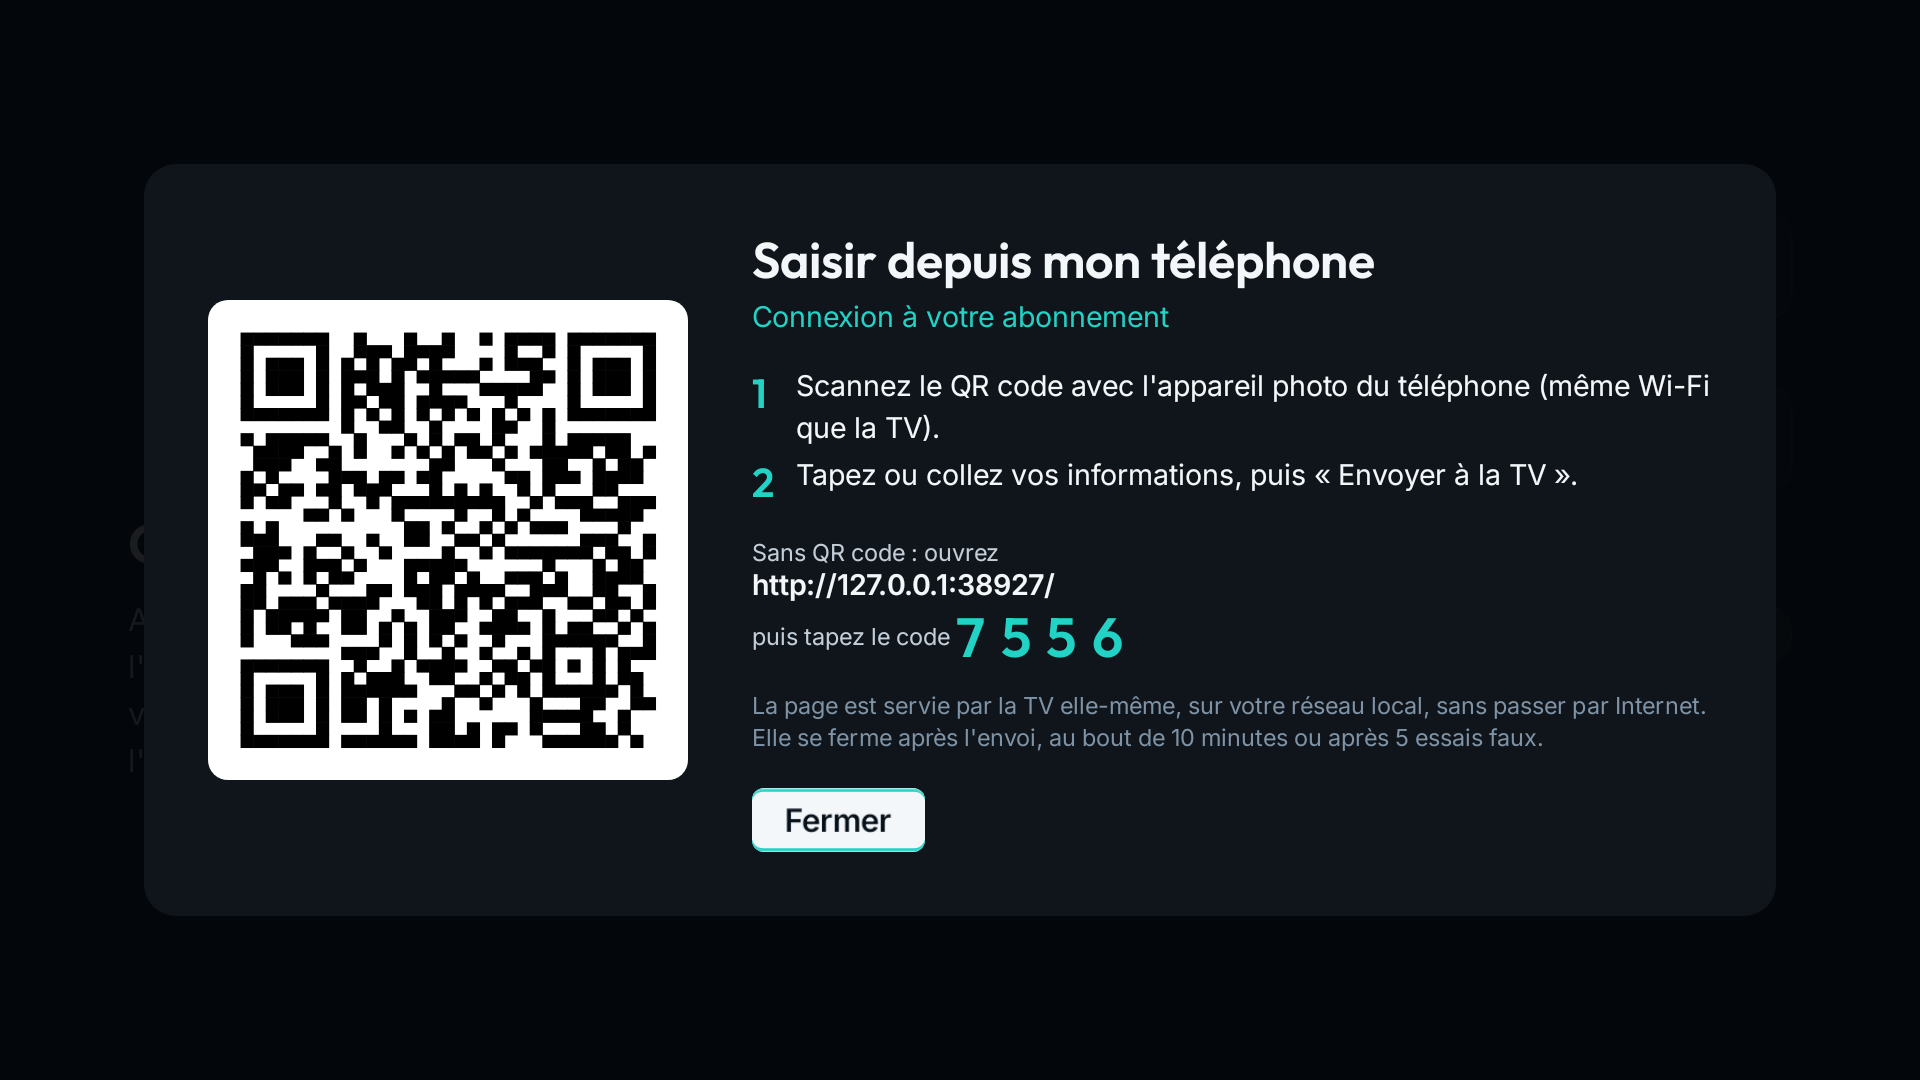 Saisir depuis mon téléphone
Connexion à votre abonnement
1 Scannez le QR code avec l'appareil photo du téléphone (même Wi-Fi
que la TV).
2 Tapez ou collez vos informations, puis « Envoyer à la TV ».
Sans QR code : ouvrez
http://127.0.0.1:38927/
puis tapez le code 7 5 5 6
La page est servie par la TV elle-même, sur votre réseau local, sans passer par Internet.
Elle se ferme après l'envoi, au bout de 10 minutes ou après 5 essais faux.
Fermer